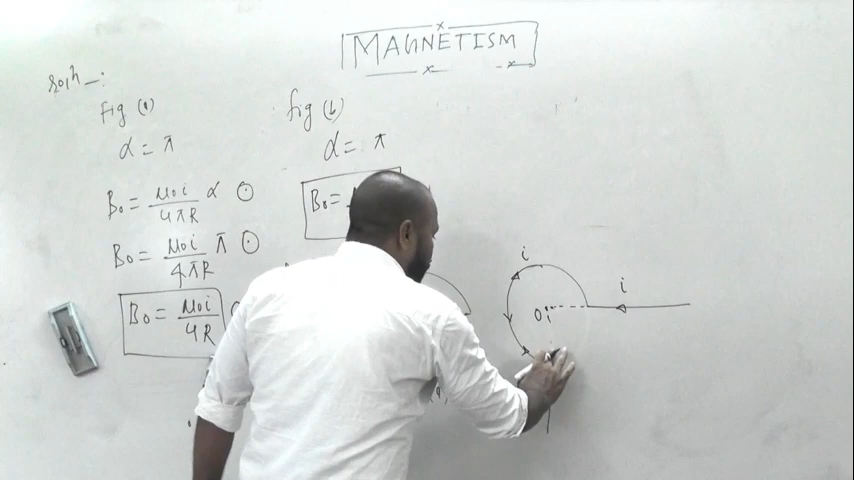 MAGNETISM
Soln -:
Fig (a)
α = π
B₀ = μ₀i/4πR α ⊙
B₀ = μ₀i/4πR π ⊙
B₀ = μ₀i/4R
fig (b)
α = π
B₀ =
i
i
O